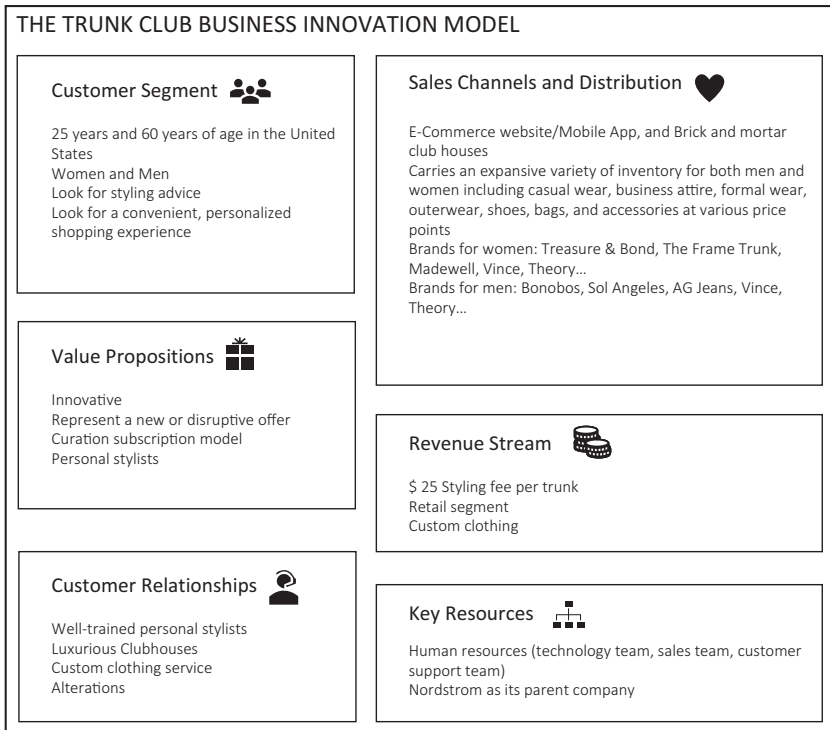 THE TRUNK CLUB BUSINESS INNOVATION MODEL
Customer Segment
25 years and 60 years of age in the United
States
Women and Men
Look for styling advice
Look for a convenient, personalized
shopping experience
Value Propositions
Innovative
Represent a new or disruptive offer
Curation subscription model
Personal stylists
Customer Relationships
Well-trained personal stylists
Luxurious Clubhouses
Custom clothing service
Alterations
Sales Channels and Distribution
E-Commerce website/Mobile App, and Brick and mortar
club houses
Carries an expansive variety of inventory for both men and
women including casual wear, business attire, formal wear,
outerwear, shoes, bags, and accessories at various price
points
Brands for women: Treasure & Bond, The Frame Trunk,
Madewell, Vince, Theory…
Brands for men: Bonobos, Sol Angeles, AG Jeans, Vince,
Theory…
Revenue Stream
$ 25 Styling fee per trunk
Retail segment
Custom clothing
Key Resources
Human resources (technology team, sales team, customer
support team)
Nordstrom as its parent company